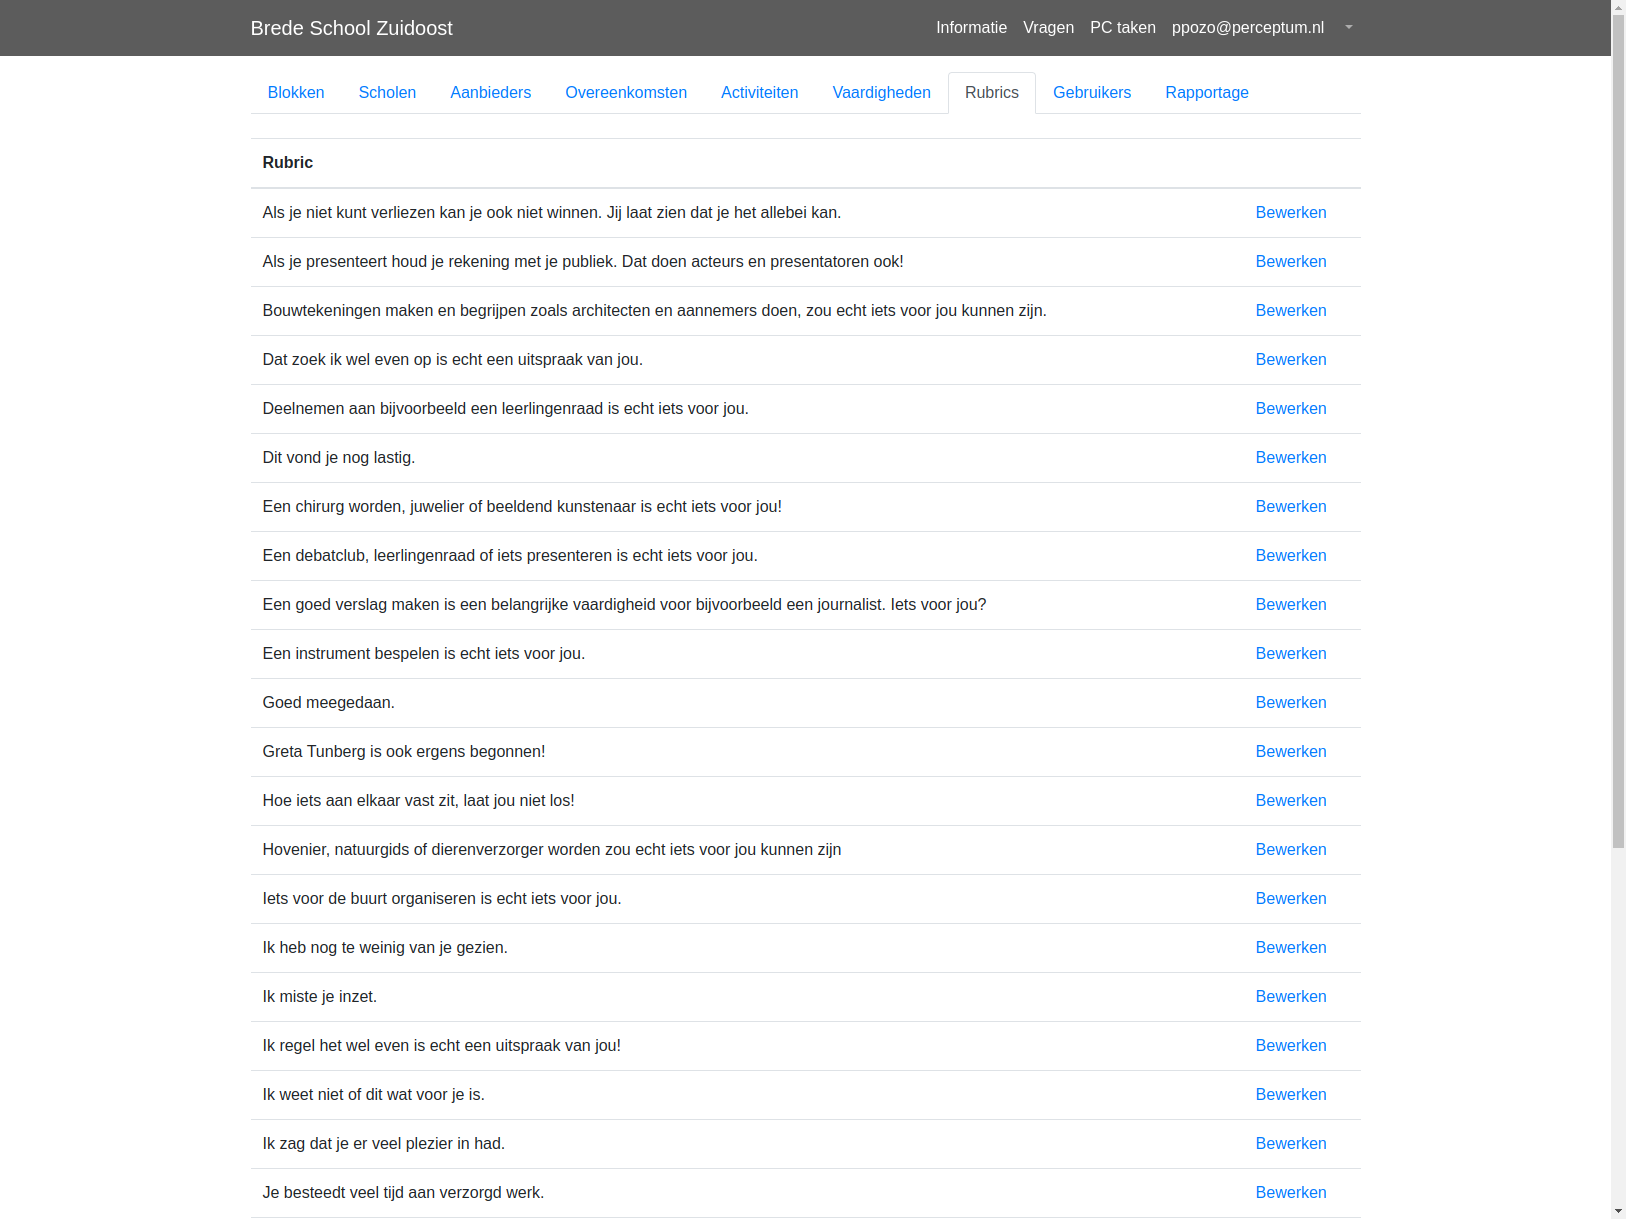 Brede School Zuidoost
Informatie Vragen PC taken ppozo@perceptum.nl
Blokken Scholen Aanbieders Overeenkomsten Activiteiten Vaardigheden Rubrics Gebruikers Rapportage
Rubric
Als je niet kunt verliezen kan je ook niet winnen. Jij laat zien dat je het allebei kan. Bewerken
Als je presenteert houd je rekening met je publiek. Dat doen acteurs en presentatoren ook! Bewerken
Bouwtekeningen maken en begrijpen zoals architecten en aannemers doen, zou echt iets voor jou kunnen zijn. Bewerken
Dat zoek ik wel even op is echt een uitspraak van jou. Bewerken
Deelnemen aan bijvoorbeeld een leerlingenraad is echt iets voor jou. Bewerken
Dit vond je nog lastig. Bewerken
Een chirurg worden, juwelier of beeldend kunstenaar is echt iets voor jou! Bewerken
Een debatclub, leerlingenraad of iets presenteren is echt iets voor jou. Bewerken
Een goed verslag maken is een belangrijke vaardigheid voor bijvoorbeeld een journalist. Iets voor jou? Bewerken
Een instrument bespelen is echt iets voor jou. Bewerken
Goed meegedaan. Bewerken
Greta Tunberg is ook ergens begonnen! Bewerken
Hoe iets aan elkaar vast zit, laat jou niet los! Bewerken
Hovenier, natuurgids of dierenverzorger worden zou echt iets voor jou kunnen zijn Bewerken
Iets voor de buurt organiseren is echt iets voor jou. Bewerken
Ik heb nog te weinig van je gezien. Bewerken
Ik miste je inzet. Bewerken
Ik regel het wel even is echt een uitspraak van jou! Bewerken
Ik weet niet of dit wat voor je is. Bewerken
Ik zag dat je er veel plezier in had. Bewerken
Je besteedt veel tijd aan verzorgd werk. Bewerken